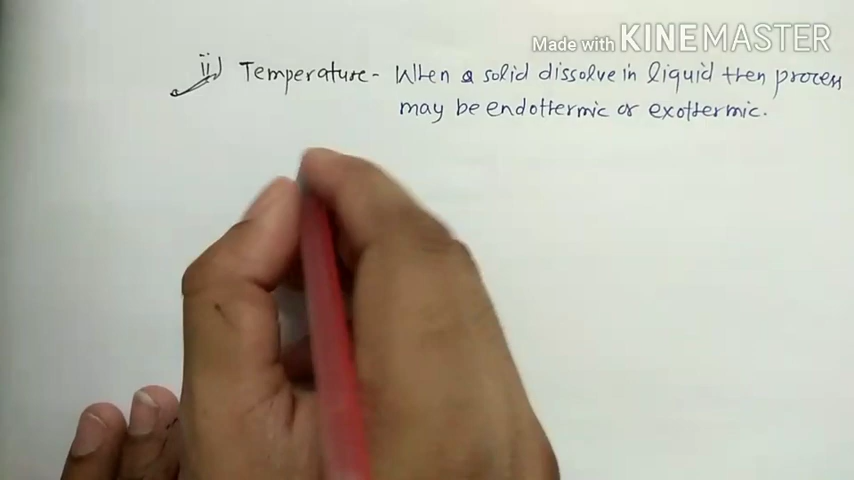 Made with KINEMASTER
ii) Temperature - When a solid dissolve in liquid then process
may be endothermic or exothermic.